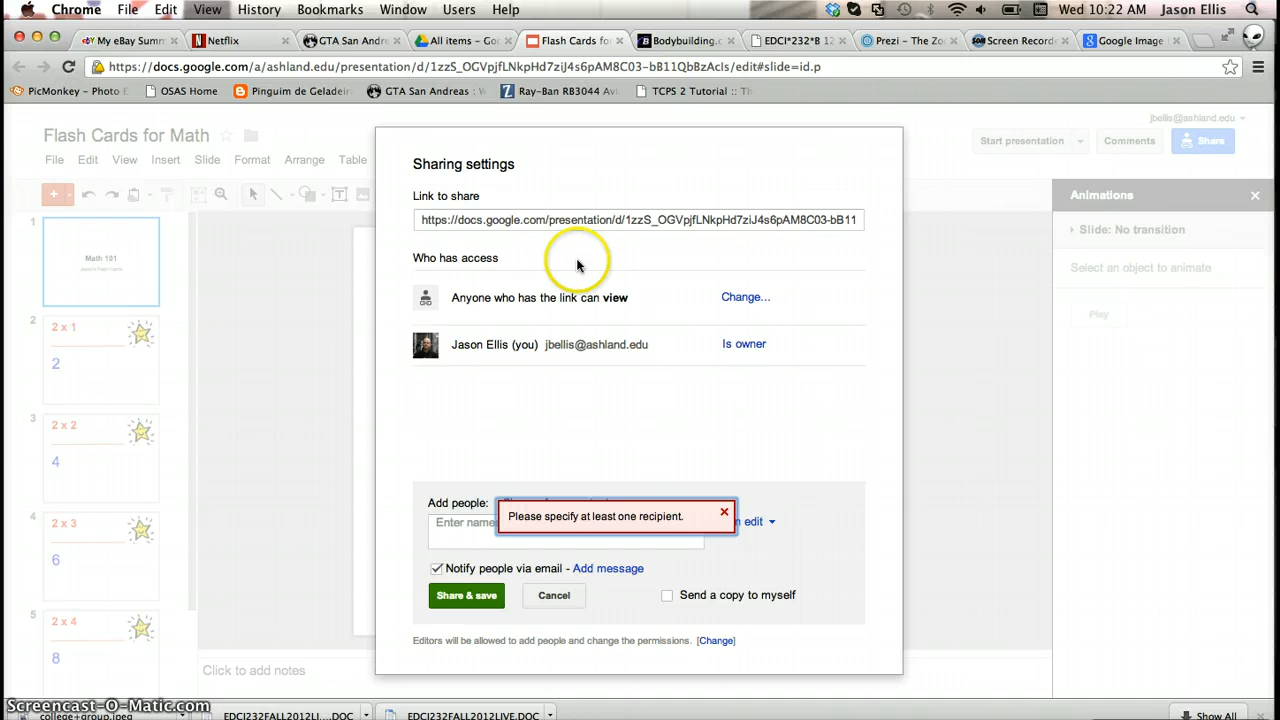 Chrome File Edit View History Bookmarks Window Users Help Wed 10:22 AM Jason Ellis
My eBay Summ Netflix GTA San Andre All items - Goo Flash Cards for Bodybuilding.c EDCI*232*B 12 Prezi - The Zo Screen Record Google Image
https://docs.google.com/a/ashland.edu/presentation/d/1zzS_OGVpjfLNkpHd7ziJ4s6pAM8C03-bB11QbBzAcIs/edit#slide=id.p
PicMonkey - Photo E OSAS Home Pinguim de Geladeir GTA San Andreas : W Ray-Ban RB3044 Avi TCPS 2 Tutorial :: Th
jbellis@ashland.edu
Flash Cards for Math
Start presentation Comments Share
File Edit View Insert Slide Format Arrange Table
Sharing settings
Link to share
https://docs.google.com/presentation/d/1zzS_OGVpjfLNkpHd7ziJ4s6pAM8C03-bB11
Who has access
Anyone who has the link can view Change...
Jason Ellis (you) jbellis@ashland.edu Is owner
Add people:
Please specify at least one recipient.
Enter name
edit
Notify people via email - Add message
Share & save Cancel Send a copy to myself
Editors will be allowed to add people and change the permissions. [Change]
Animations
Slide: No transition
Select an object to animate
Play
1
Math 101
Jason's Flash Cards
2
2 x 1
2
3
2 x 2
4
4
2 x 3
6
5
2 x 4
8
Click to add notes
Screencast-O-Matic.com
college+group.jpeg EDCI232FALL2012LI....DOC EDCI232FALL2012LIVE.DOC Show All